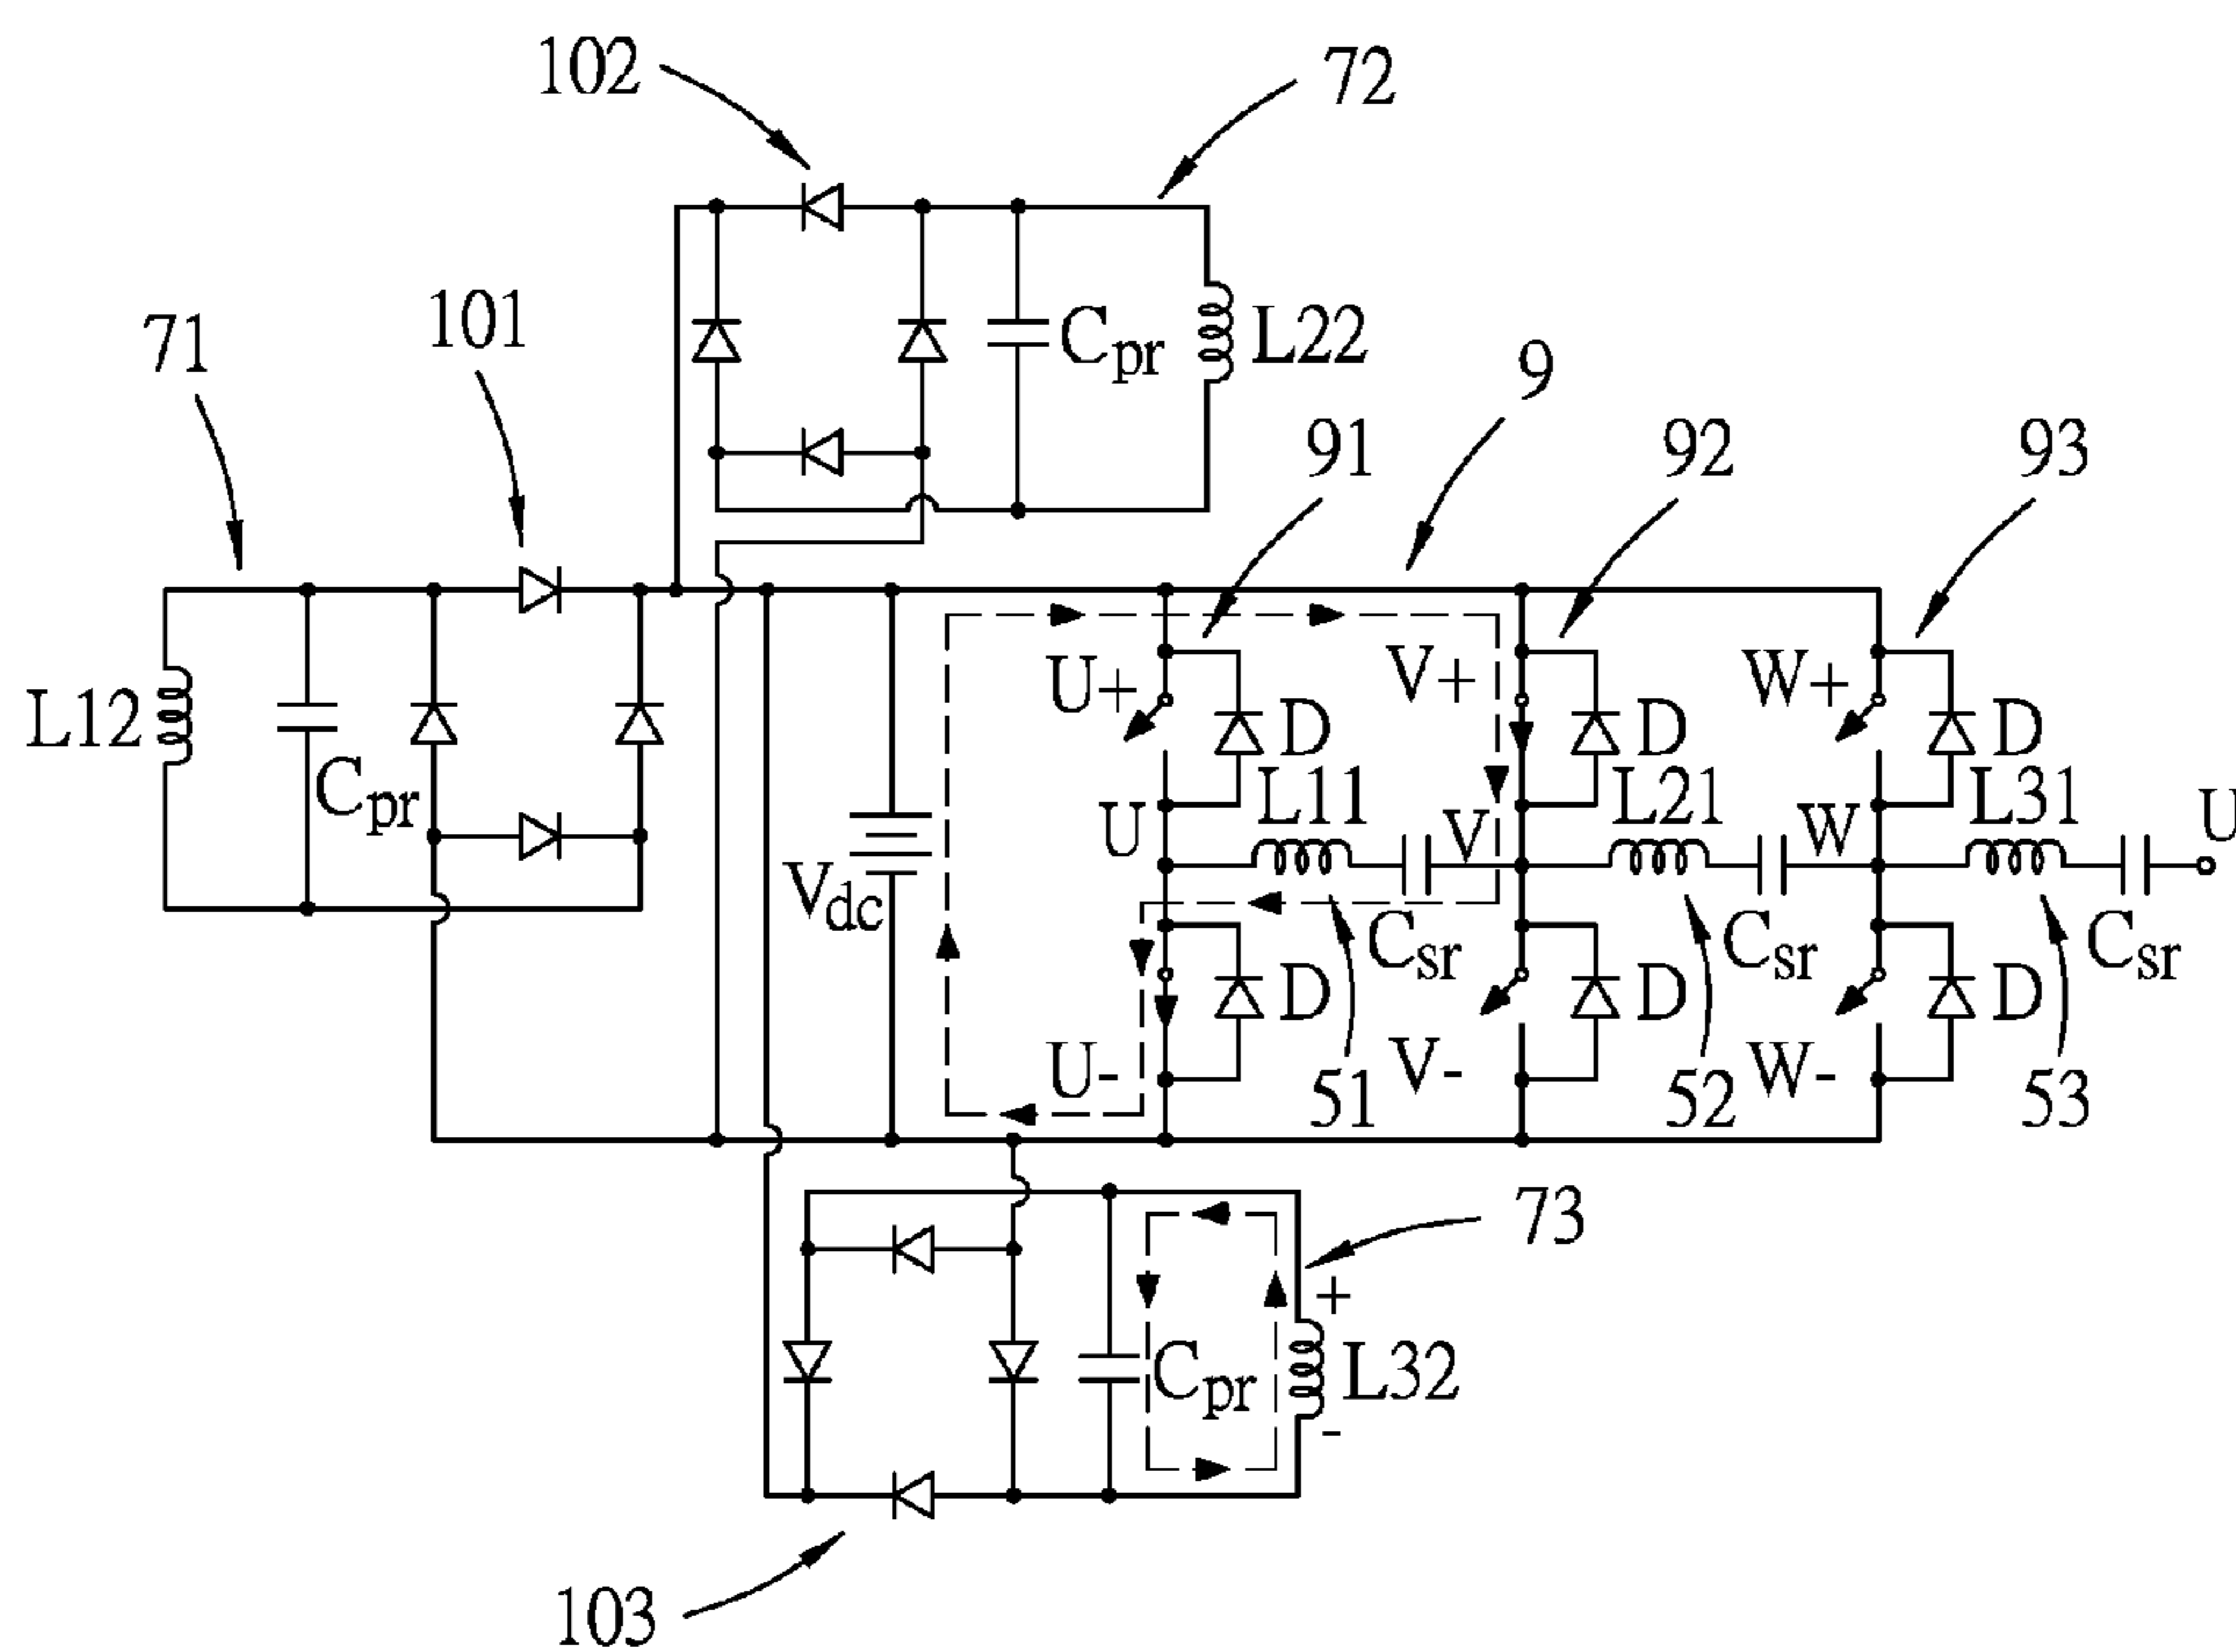 102
72
71
101
Cpr
L22
9
91
92
93
L12
Cpr
U+
D
V+
D
W+
D
L11
L21
L31
U
V
W
U
Vdc
Csr
Csr
Csr
D
D
D
U-
V-
W-
51
52
53
73
+
Cpr
L32
-
103